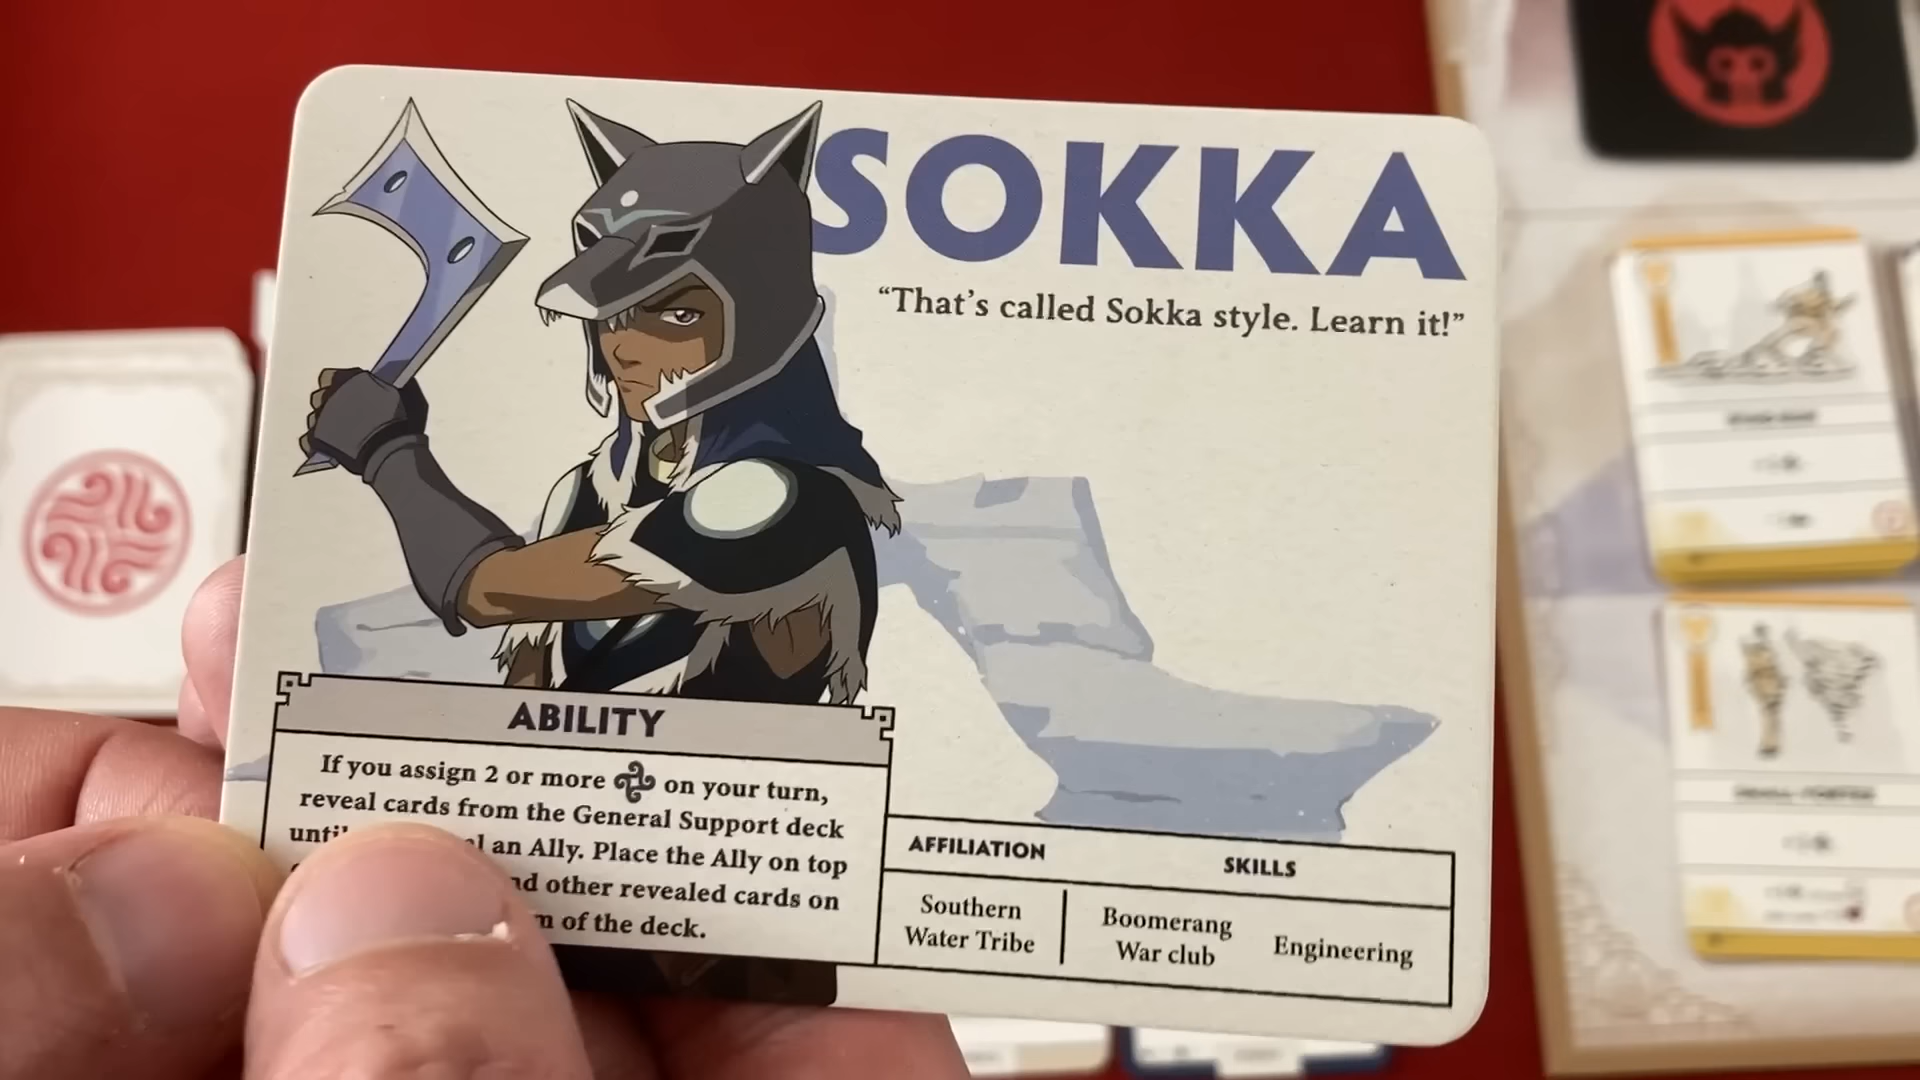 SOKKA
“That’s called Sokka style. Learn it!”
ABILITY
If you assign 2 or more on your turn,
reveal cards from the General Support deck
an Ally. Place the Ally on top
other revealed cards on
of the deck.
AFFILIATION
SKILLS
Southern
Water Tribe
Boomerang
War club
Engineering